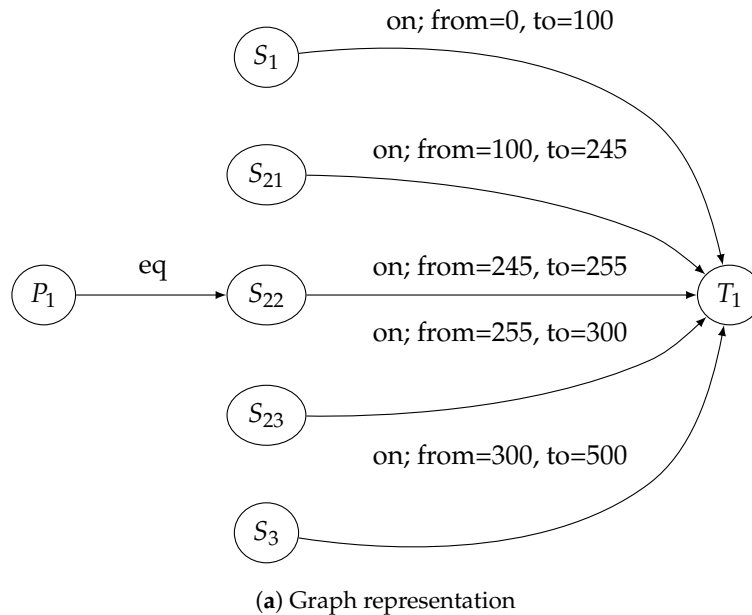 on; from=0, to=100
S₁
on; from=100, to=245
S₂₁
eq
on; from=245, to=255
P₁
S₂₂
T₁
on; from=255, to=300
S₂₃
on; from=300, to=500
S₃
(a) Graph representation